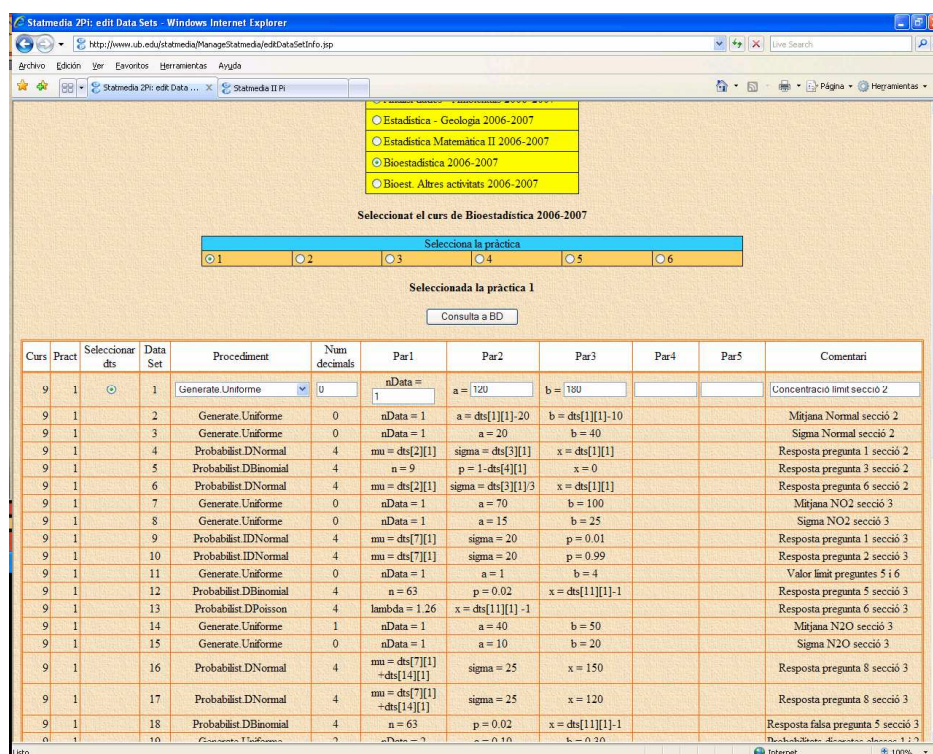 Statmedia 2Pi: edit Data Sets - Windows Internet Explorer
http://www.ub.edu/statmedia/ManageStatmedia/editDataSetInfo.jsp Live Search
Archivo Edición Ver Favoritos Herramientas Ayuda
Statmedia 2Pi: edit Data ... X Statmedia II Pi Página Herramientas
Estadística - Geologia 2006-2007
Estadística Matemàtica II 2006-2007
Bioestadística 2006-2007
Bioest. Altres activitats 2006-2007
Seleccionat el curs de Bioestadística 2006-2007
Selecciona la pràctica
1 2 3 4 5 6
Seleccionada la pràctica 1
Consulta a BD
Curs Pract Seleccionar dts Data Set Procediment Num decimals Par1 Par2 Par3 Par4 Par5 Comentari
9 1 1 Generate.Uniforme 0 nData = 1 a = 120 b = 180 Concentració límit secció 2
9 1 2 Generate.Uniforme 0 nData = 1 a = dts[1][1]-20 b = dts[1][1]-10 Mitjana Normal secció 2
9 1 3 Generate.Uniforme 0 nData = 1 a = 20 b = 40 Sigma Normal secció 2
9 1 4 Probabilist.DNormal 4 mu = dts[2][1] sigma = dts[3][1] x = dts[1][1] Resposta pregunta 1 secció 2
9 1 5 Probabilist.DBinomial 4 n = 9 p = 1-dts[4][1] x = 0 Resposta pregunta 3 secció 2
9 1 6 Probabilist.DNormal 4 mu = dts[2][1] sigma = dts[3][1]/3 x = dts[1][1] Resposta pregunta 6 secció 2
9 1 7 Generate.Uniforme 0 nData = 1 a = 70 b = 100 Mitjana NO2 secció 3
9 1 8 Generate.Uniforme 0 nData = 1 a = 15 b = 25 Sigma NO2 secció 3
9 1 9 Probabilist.IDNormal 4 mu = dts[7][1] sigma = 20 p = 0.01 Resposta pregunta 1 secció 3
9 1 10 Probabilist.IDNormal 4 mu = dts[7][1] sigma = 20 p = 0.99 Resposta pregunta 2 secció 3
9 1 11 Generate.Uniforme 0 nData = 1 a = 1 b = 4 Valor limit preguntes 5 i 6
9 1 12 Probabilist.DBinomial 4 n = 63 p = 0.02 x = dts[11][1]-1 Resposta pregunta 5 secció 3
9 1 13 Probabilist.DPoisson 4 lambda = 1.26 x = dts[11][1] -1 Resposta pregunta 6 secció 3
9 1 14 Generate.Uniforme 1 nData = 1 a = 40 b = 50 Mitjana N2O secció 3
9 1 15 Generate.Uniforme 0 nData = 1 a = 10 b = 20 Sigma N2O secció 3
9 1 16 Probabilist.DNormal 4 mu = dts[7][1] +dts[14][1] sigma = 25 x = 150 Resposta pregunta 8 secció 3
9 1 17 Probabilist.DNormal 4 mu = dts[7][1] +dts[14][1] sigma = 25 x = 120 Resposta pregunta 8 secció 3
9 1 18 Probabilist.DBinomial 4 n = 63 p = 0.02 x = dts[11][1]-1 Resposta falsa pregunta 5 secció 3
9 1 19 Generate.Uniforme 2 nData = 2 a = 0.10 b = 0.30
Listo Internet 100%